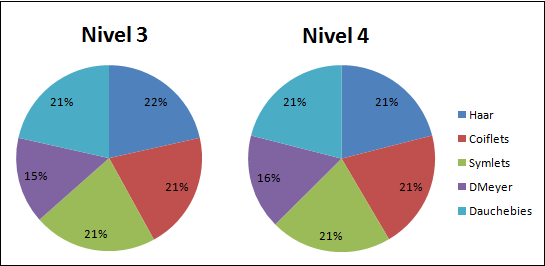 Nivel 3
22%
21%
21%
15%
21%
Nivel 4
21%
21%
21%
16%
21%
Haar
Coiflets
Symlets
DMeyer
Dauchebies